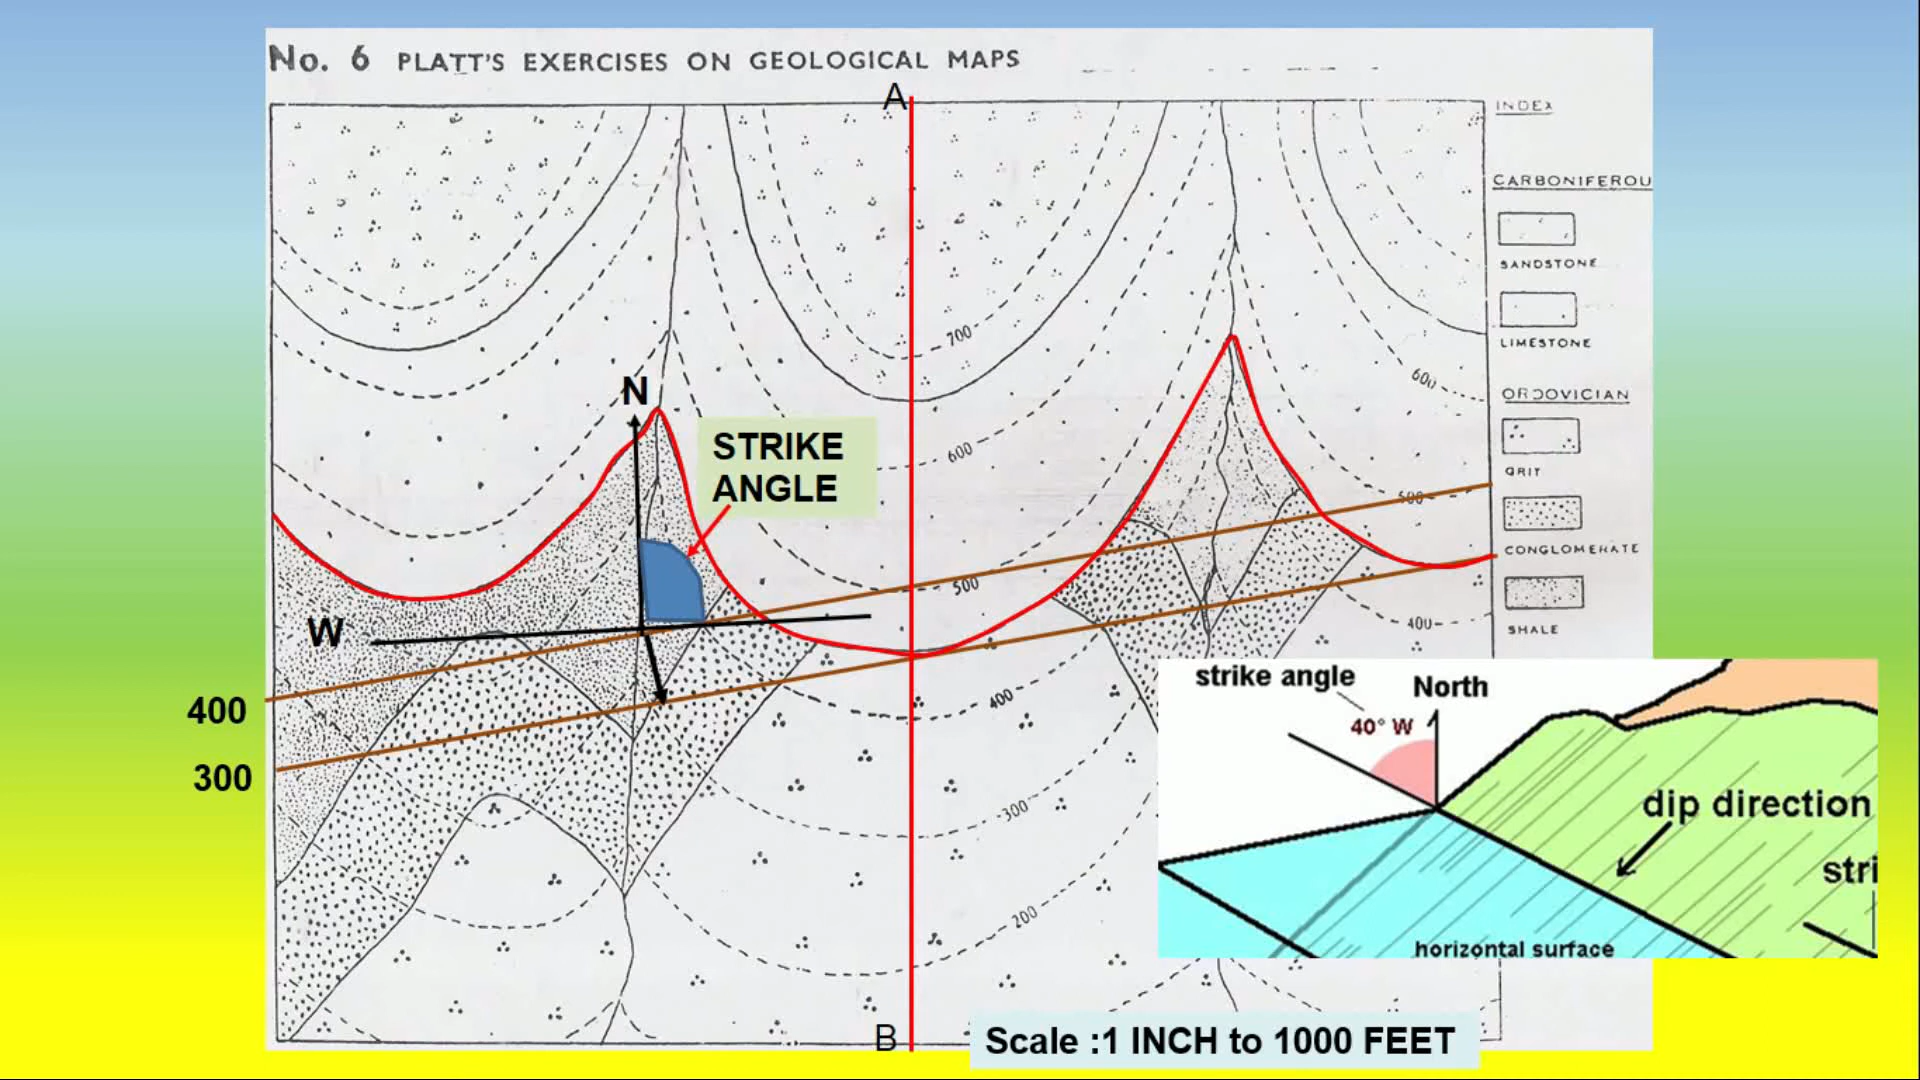 No. 6 PLATT'S EXERCISES ON GEOLOGICAL MAPS
A
INDEX
CARBONIFEROU
SANDSTONE
LIMESTONE
ORDOVICIAN
GRIT
CONGLOMERATE
SHALE
700
600
N
STRIKE
ANGLE
600
500
500
W
400
400
400
300
300
200
strike angle
North
40° W
dip direction
stri
horizontal surface
B
Scale :1 INCH to 1000 FEET